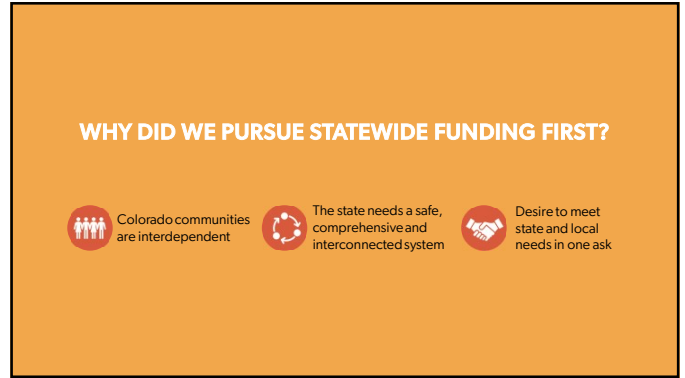 WHY DID WE PURSUE STATEWIDE FUNDING FIRST?
Colorado communities
are interdependent
The state needs a safe,
comprehensive and
interconnected system
Desire to meet
state and local
needs in one ask